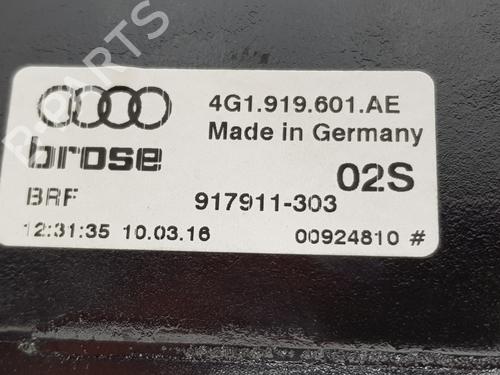 4G1.919.601.AE
Made in Germany
brose
02S
BRF
917911-303
12:31:35 10.03.16
00924810 #
B-PARTS